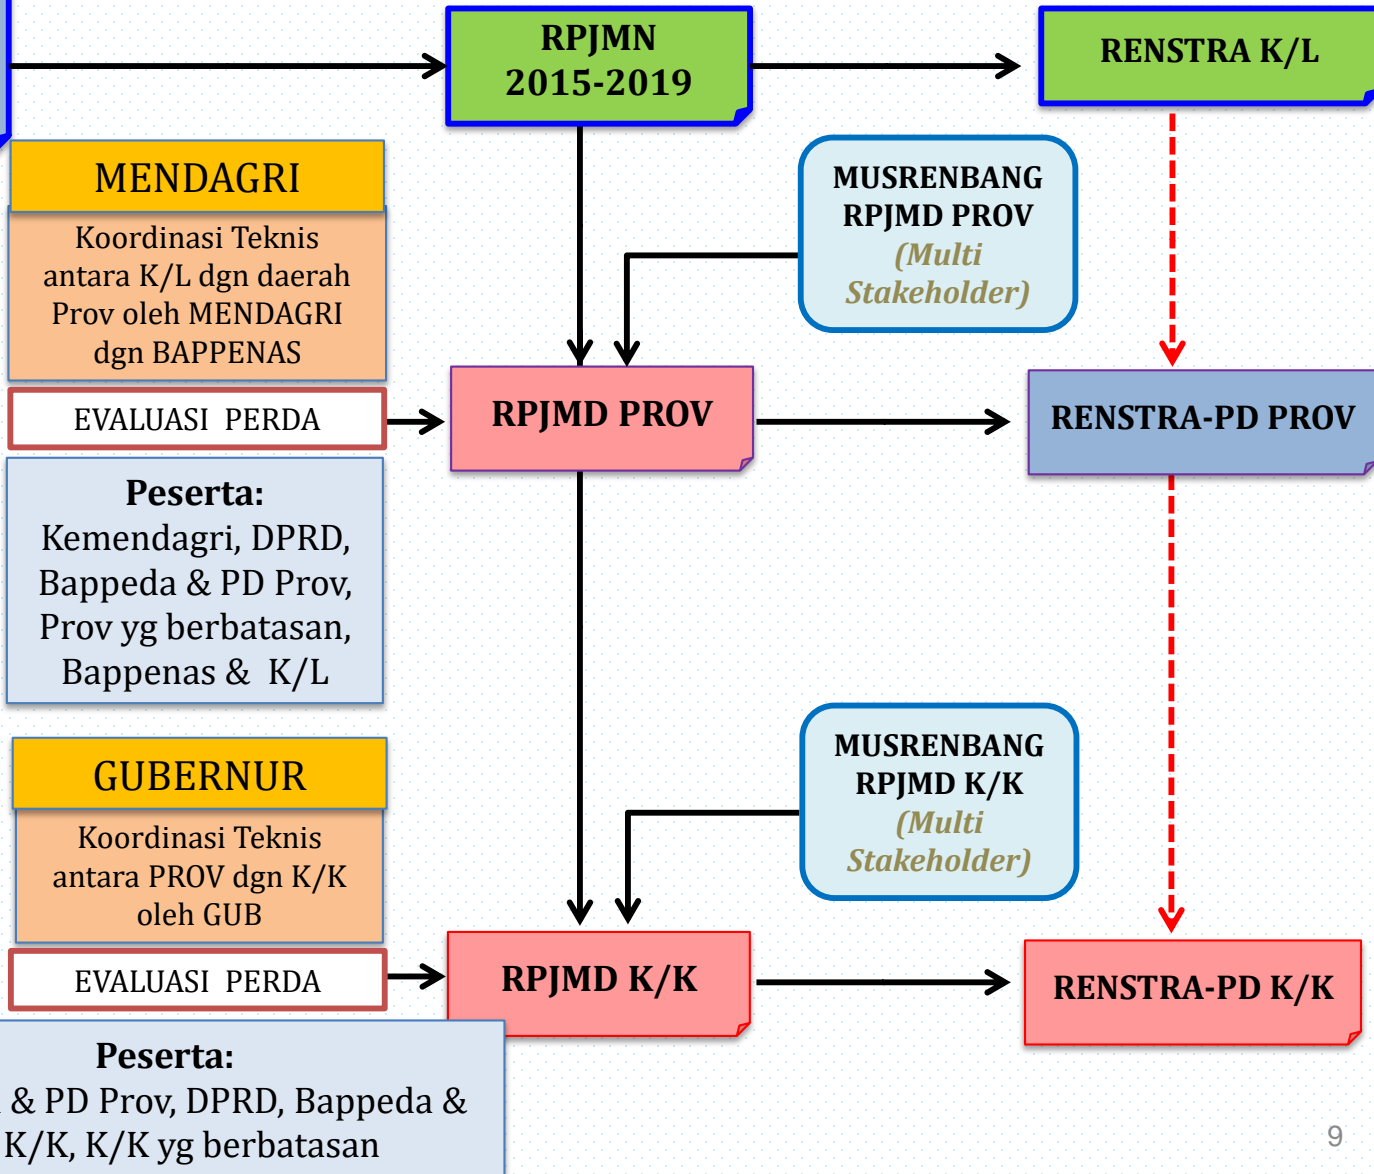 RPJMN
2015-2019
RENSTRA K/L
MENDAGRI
Koordinasi Teknis
antara K/L dgn daerah
Prov oleh MENDAGRI
dgn BAPPENAS
EVALUASI PERDA
Peserta:
Kemendagri, DPRD,
Bappeda & PD Prov,
Prov yg berbatasan,
Bappenas & K/L
MUSRENBANG
RPJMD PROV
(Multi
Stakeholder)
RPJMD PROV
RENSTRA-PD PROV
GUBERNUR
Koordinasi Teknis
antara PROV dgn K/K
oleh GUB
EVALUASI PERDA
Peserta:
& PD Prov, DPRD, Bappeda &
K/K, K/K yg berbatasan
MUSRENBANG
RPJMD K/K
(Multi
Stakeholder)
RPJMD K/K
RENSTRA-PD K/K
9